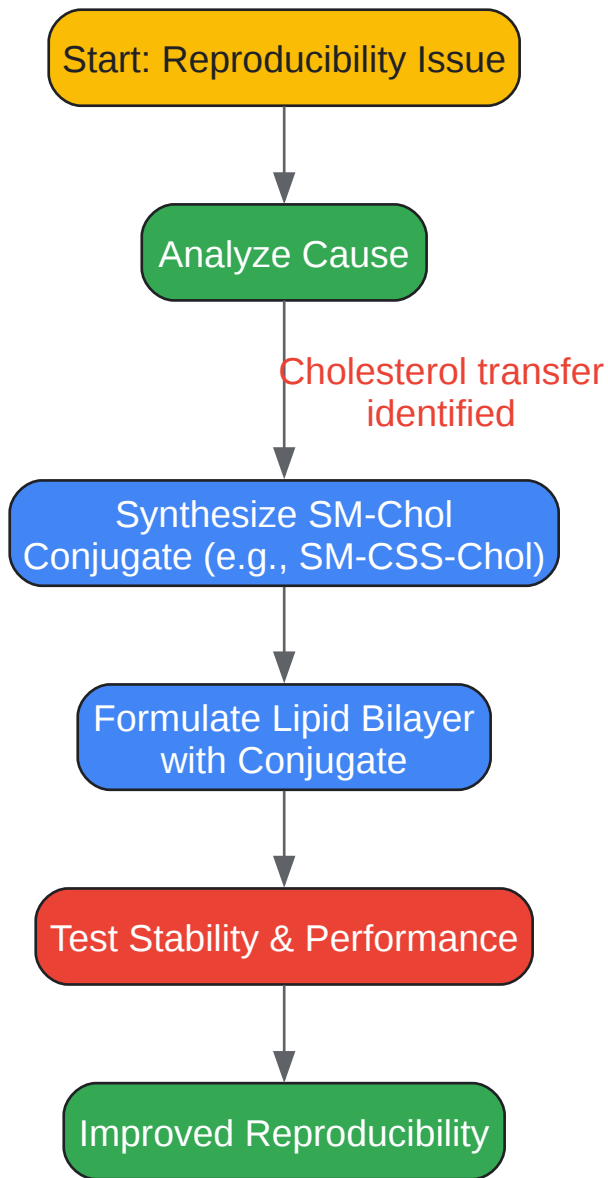 Start: Reproducibility Issue
Analyze Cause
Cholesterol transfer
identified
Synthesize SM-Chol
Conjugate (e.g., SM-CSS-Chol)
Formulate Lipid Bilayer
with Conjugate
Test Stability & Performance
Improved Reproducibility